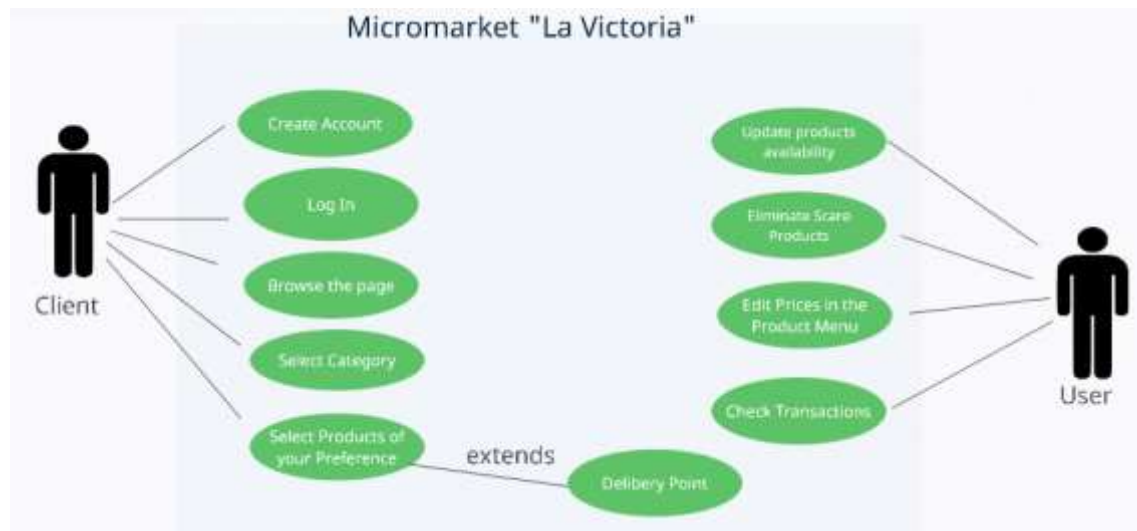 Micromarket "La Victoria"
Create Account
Log In
Browse the page
Select Category
Select Products of
your Preference
Client
extends
Delibery Point
Update products
availability
Eliminate Scare
Products
Edit Prices in the
Product Menu
Check Transactions
User